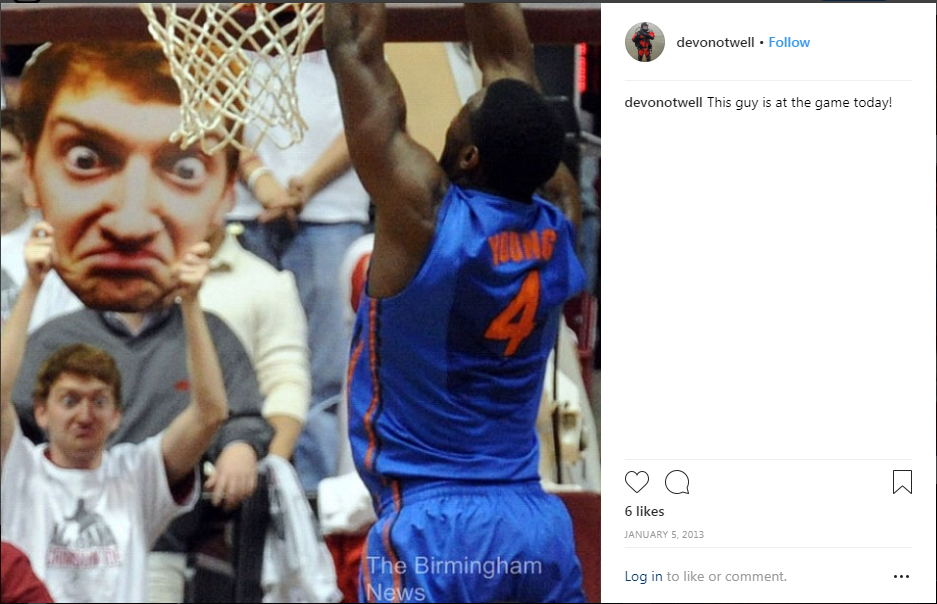 YOUNG
4
The Birmingham
News
devonotwell • Follow
devonotwell This guy is at the game today!
6 likes
JANUARY 5, 2013
Log in to like or comment.